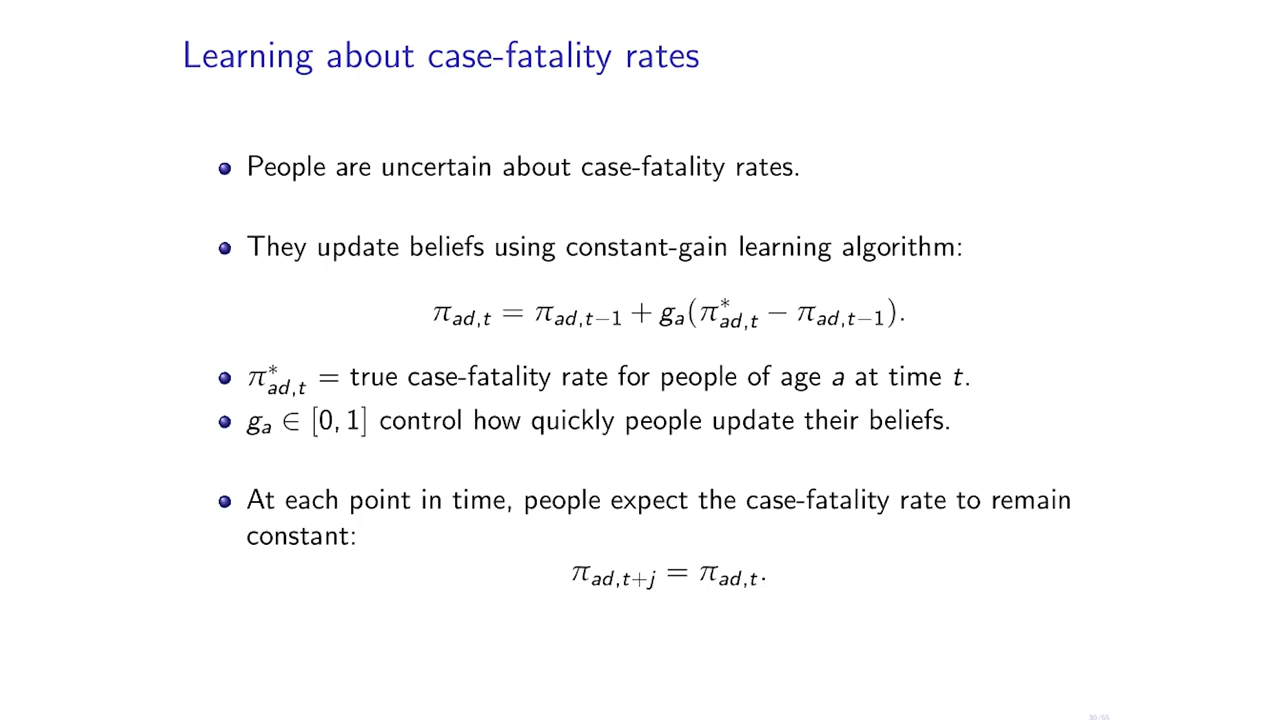 Learning about case-fatality rates
People are uncertain about case-fatality rates.
They update beliefs using constant-gain learning algorithm:
π_{ad,t} = π_{ad,t−1} + g_a(π*_{ad,t} − π_{ad,t−1}).
π*_{ad,t} = true case-fatality rate for people of age a at time t.
g_a ∈ [0, 1] control how quickly people update their beliefs.
At each point in time, people expect the case-fatality rate to remain
constant:
π_{ad,t+j} = π_{ad,t}.
30/55